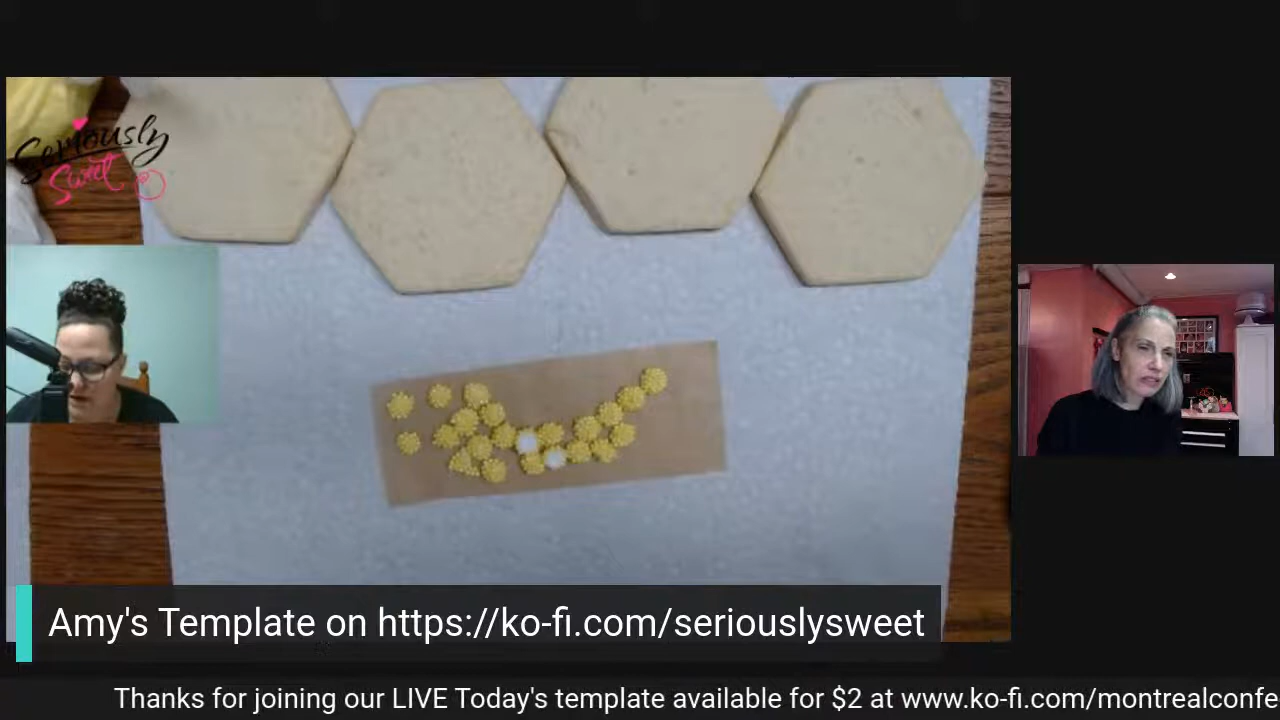 Seriously
Sweet
Amy's Template on https://ko-fi.com/seriouslysweet
Thanks for joining our LIVE Today's template available for $2 at www.ko-fi.com/montrealconfe